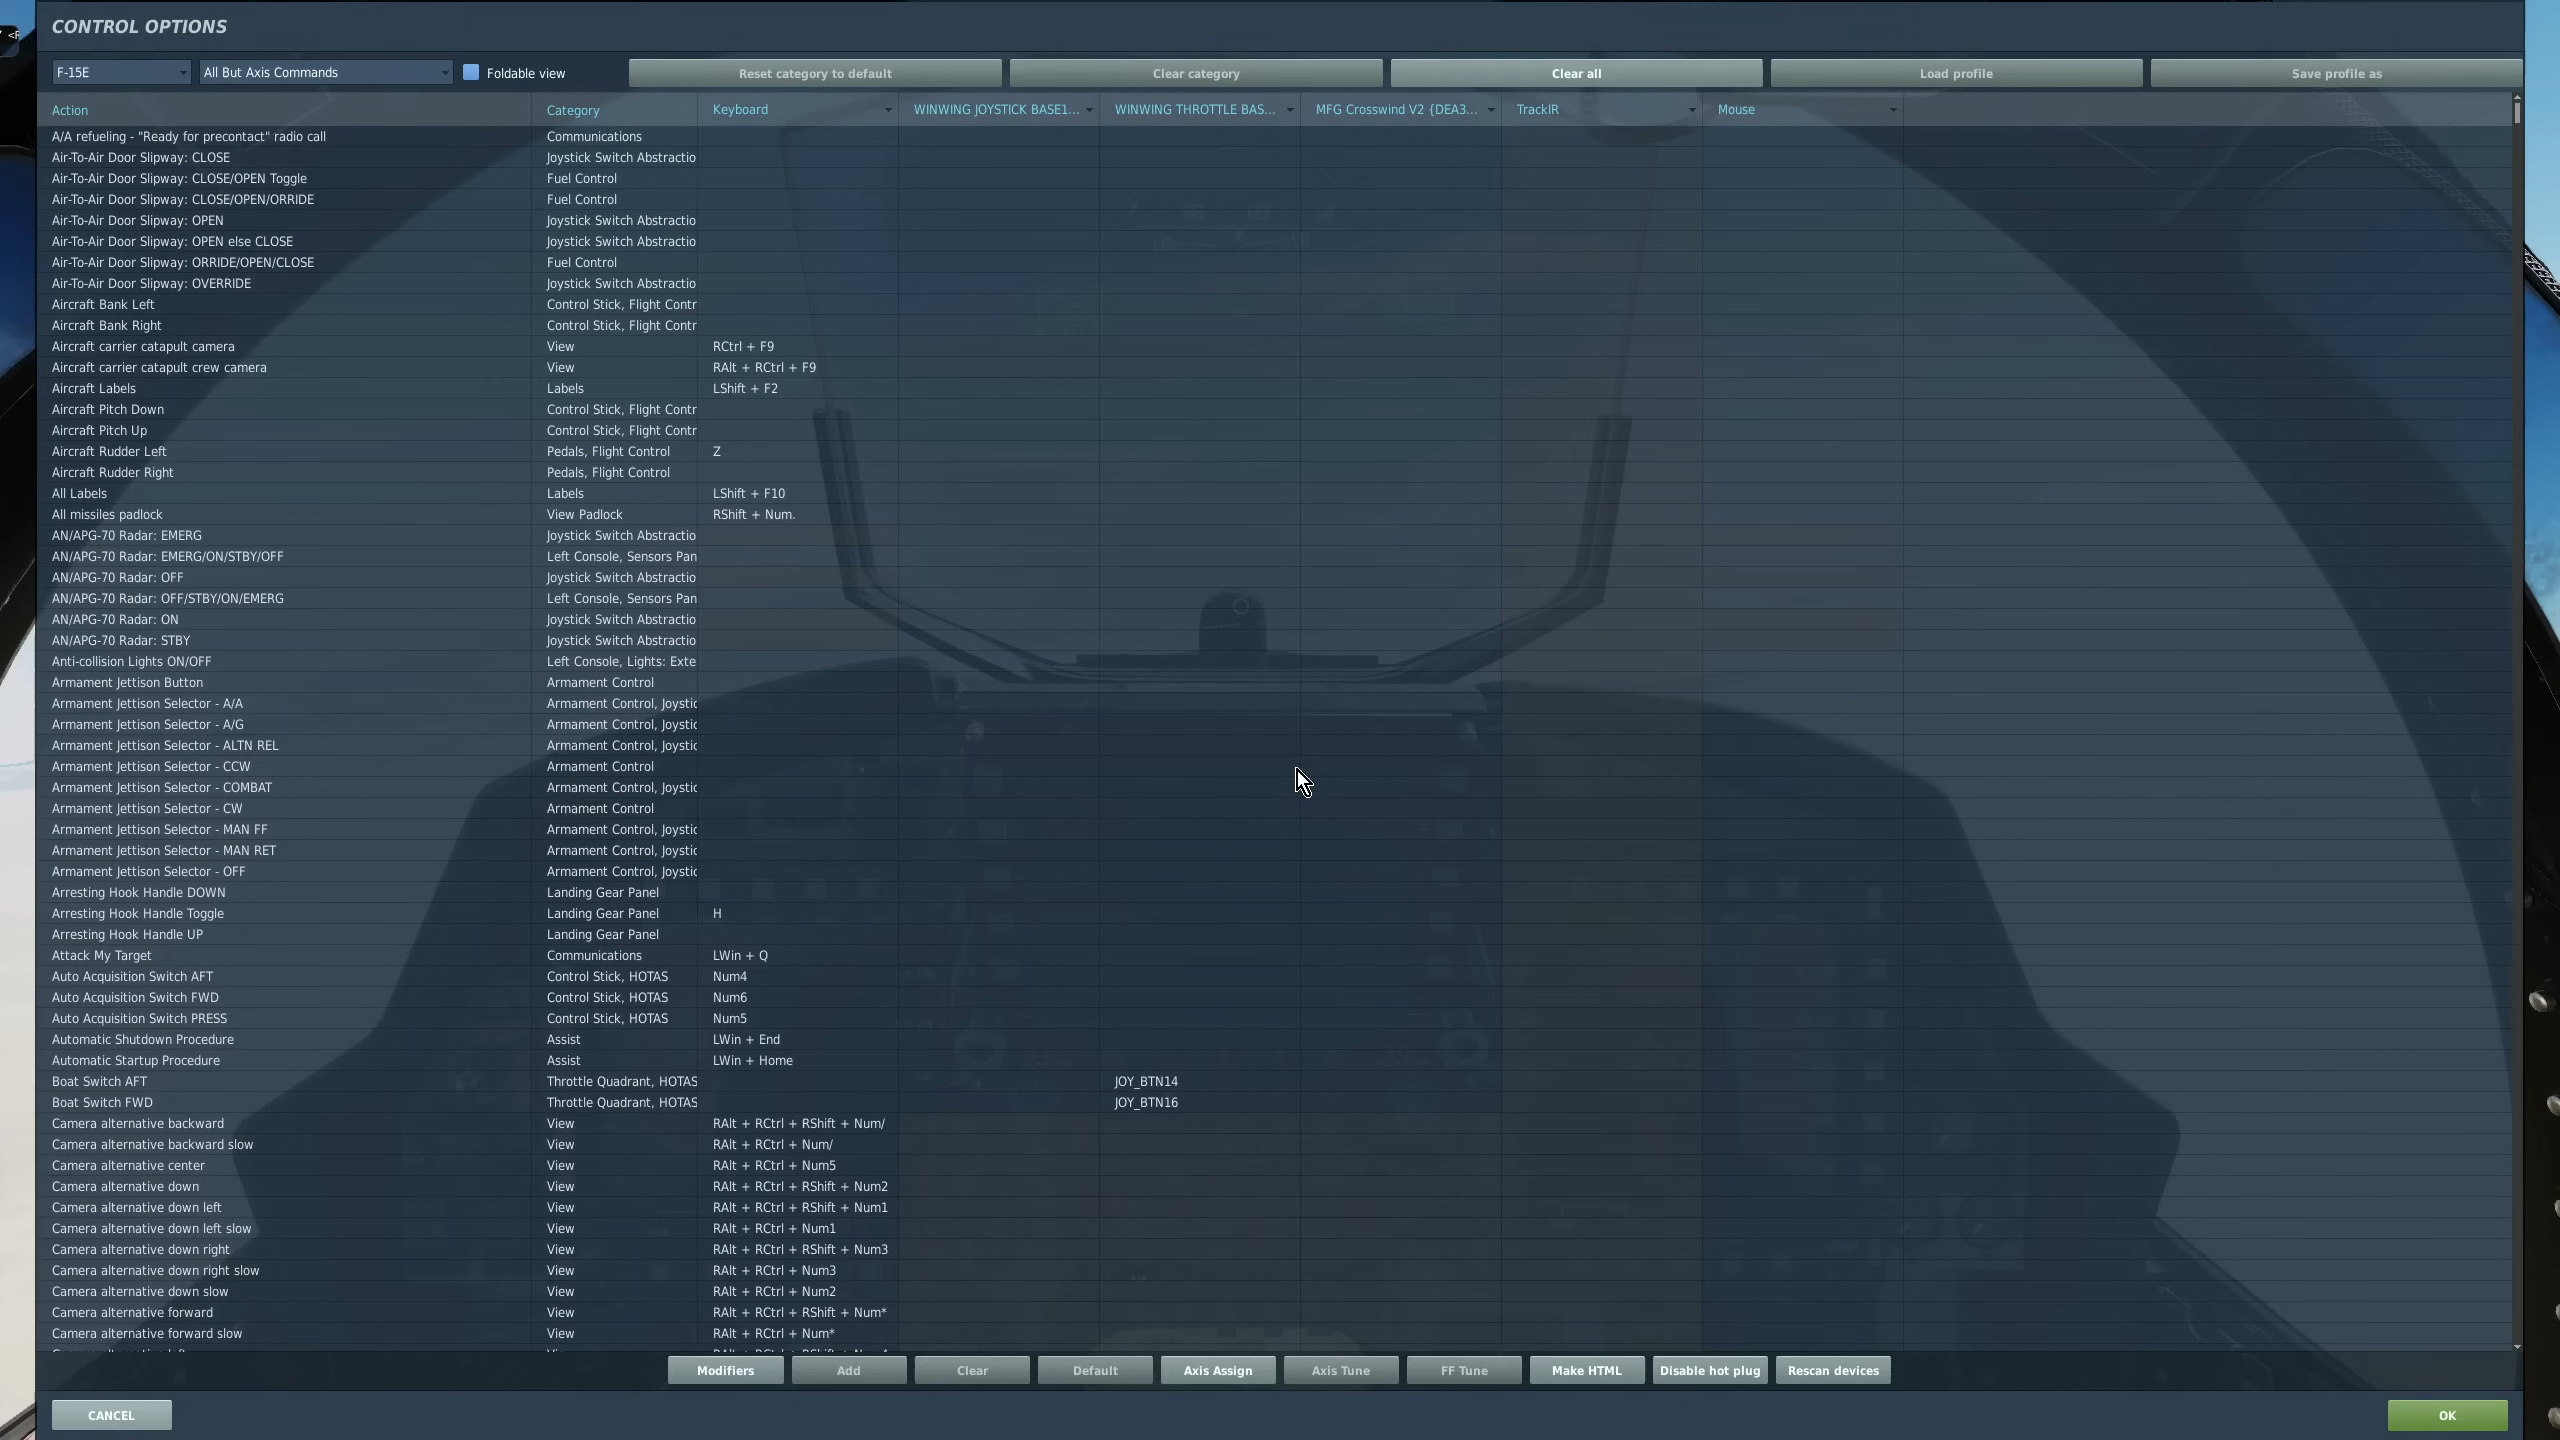 CONTROL OPTIONS
F-15E All But Axis Commands Foldable view Reset category to default Clear category Clear all Load profile Save profile as
Action Category Keyboard WINWING JOYSTICK BASE1... WINWING THROTTLE BAS... MFG Crosswind V2 {DEA3... TrackIR Mouse
A/A refueling - "Ready for precontact" radio call Communications
Air-To-Air Door Slipway: CLOSE Joystick Switch Abstractio
Air-To-Air Door Slipway: CLOSE/OPEN Toggle Fuel Control
Air-To-Air Door Slipway: CLOSE/OPEN/ORRIDE Fuel Control
Air-To-Air Door Slipway: OPEN Joystick Switch Abstractio
Air-To-Air Door Slipway: OPEN else CLOSE Joystick Switch Abstractio
Air-To-Air Door Slipway: ORRIDE/OPEN/CLOSE Fuel Control
Air-To-Air Door Slipway: OVERRIDE Joystick Switch Abstractio
Aircraft Bank Left Control Stick, Flight Contr
Aircraft Bank Right Control Stick, Flight Contr
Aircraft carrier catapult camera View RCtrl + F9
Aircraft carrier catapult crew camera View RAlt + RCtrl + F9
Aircraft Labels Labels LShift + F2
Aircraft Pitch Down Control Stick, Flight Contr
Aircraft Pitch Up Control Stick, Flight Contr
Aircraft Rudder Left Pedals, Flight Control Z
Aircraft Rudder Right Pedals, Flight Control
All Labels Labels LShift + F10
All missiles padlock View Padlock RShift + Num.
AN/APG-70 Radar: EMERG Joystick Switch Abstractio
AN/APG-70 Radar: EMERG/ON/STBY/OFF Left Console, Sensors Pan
AN/APG-70 Radar: OFF Joystick Switch Abstractio
AN/APG-70 Radar: OFF/STBY/ON/EMERG Left Console, Sensors Pan
AN/APG-70 Radar: ON Joystick Switch Abstractio
AN/APG-70 Radar: STBY Joystick Switch Abstractio
Anti-collision Lights ON/OFF Left Console, Lights: Exte
Armament Jettison Button Armament Control
Armament Jettison Selector - A/A Armament Control, Joystic
Armament Jettison Selector - A/G Armament Control, Joystic
Armament Jettison Selector - ALTN REL Armament Control, Joystic
Armament Jettison Selector - CCW Armament Control
Armament Jettison Selector - COMBAT Armament Control, Joystic
Armament Jettison Selector - CW Armament Control
Armament Jettison Selector - MAN FF Armament Control, Joystic
Armament Jettison Selector - MAN RET Armament Control, Joystic
Armament Jettison Selector - OFF Armament Control, Joystic
Arresting Hook Handle DOWN Landing Gear Panel
Arresting Hook Handle Toggle Landing Gear Panel H
Arresting Hook Handle UP Landing Gear Panel
Attack My Target Communications LWin + Q
Auto Acquisition Switch AFT Control Stick, HOTAS Num4
Auto Acquisition Switch FWD Control Stick, HOTAS Num6
Auto Acquisition Switch PRESS Control Stick, HOTAS Num5
Automatic Shutdown Procedure Assist LWin + End
Automatic Startup Procedure Assist LWin + Home
Boat Switch AFT Throttle Quadrant, HOTAS JOY_BTN14
Boat Switch FWD Throttle Quadrant, HOTAS JOY_BTN16
Camera alternative backward View RAlt + RCtrl + RShift + Num/
Camera alternative backward slow View RAlt + RCtrl + Num/
Camera alternative center View RAlt + RCtrl + Num5
Camera alternative down View RAlt + RCtrl + RShift + Num2
Camera alternative down left View RAlt + RCtrl + RShift + Num1
Camera alternative down left slow View RAlt + RCtrl + Num1
Camera alternative down right View RAlt + RCtrl + RShift + Num3
Camera alternative down right slow View RAlt + RCtrl + Num3
Camera alternative down slow View RAlt + RCtrl + Num2
Camera alternative forward View RAlt + RCtrl + RShift + Num*
Camera alternative forward slow View RAlt + RCtrl + Num*
Modifiers Add Clear Default Axis Assign Axis Tune FF Tune Make HTML Disable hot plug Rescan devices
CANCEL OK